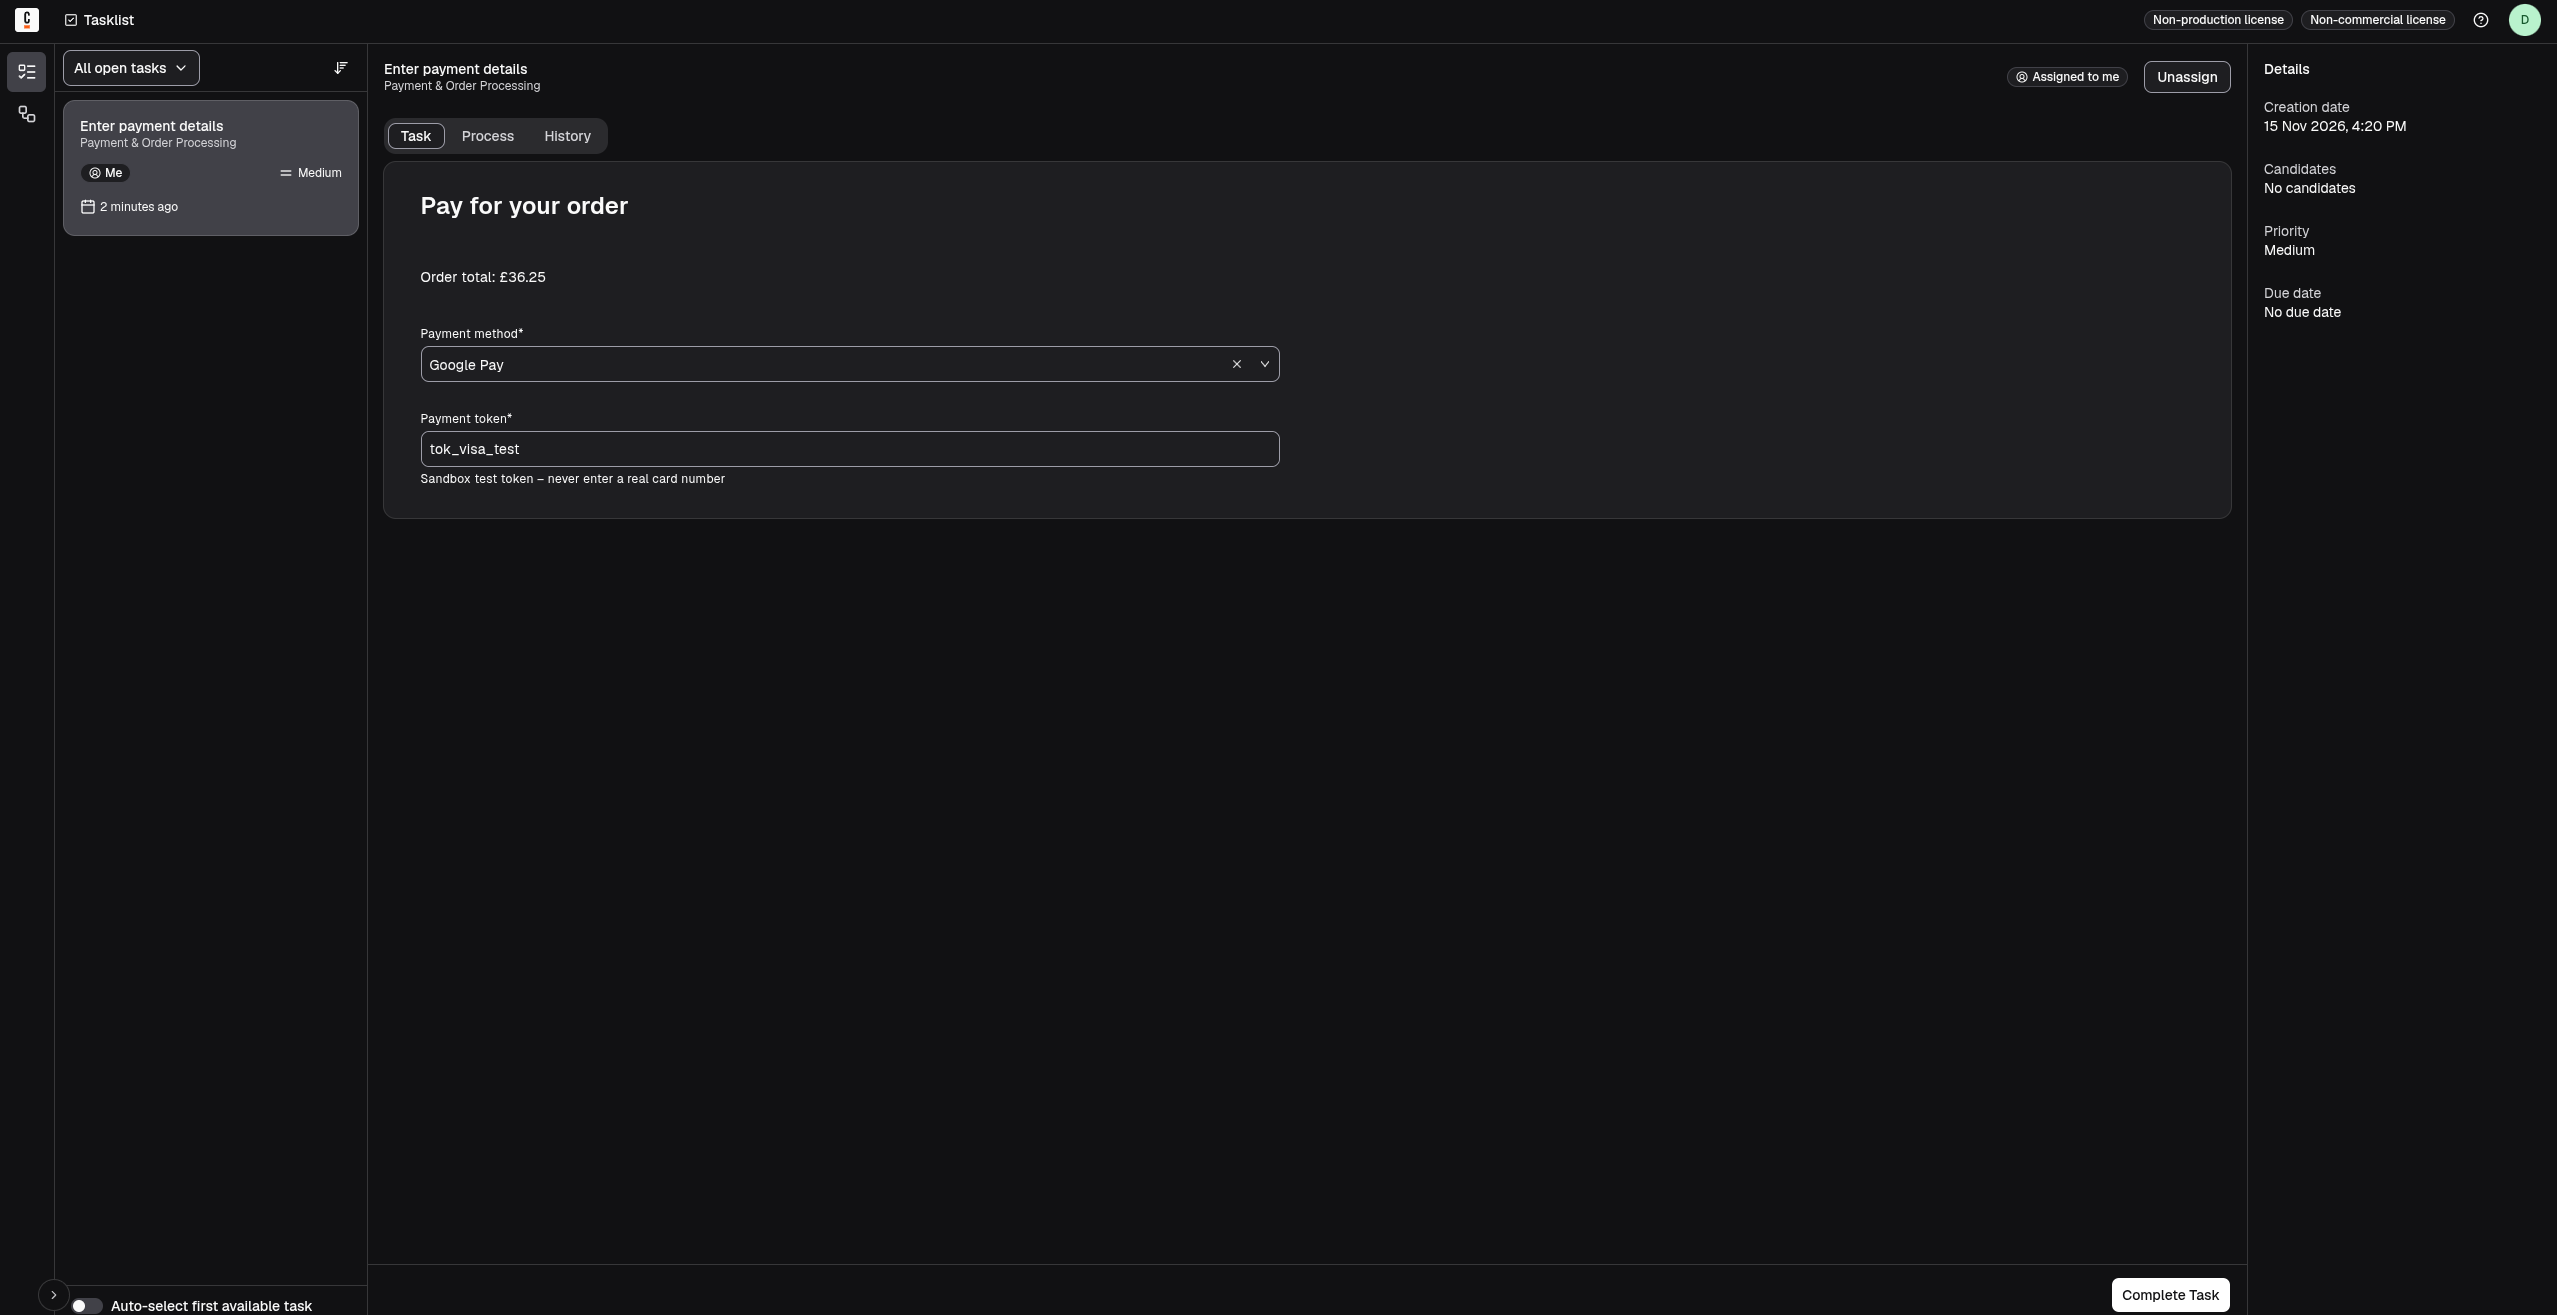 C
Tasklist
Non-production license
Non-commercial license
D
All open tasks
Enter payment details
Payment & Order Processing
Me
Medium
2 minutes ago
Auto-select first available task
Enter payment details
Payment & Order Processing
Assigned to me
Unassign
Task
Process
History
Pay for your order
Order total: £36.25
Payment method*
Google Pay
Payment token*
tok_visa_test
Sandbox test token – never enter a real card number
Complete Task
Details
Creation date
15 Nov 2026, 4:20 PM
Candidates
No candidates
Priority
Medium
Due date
No due date